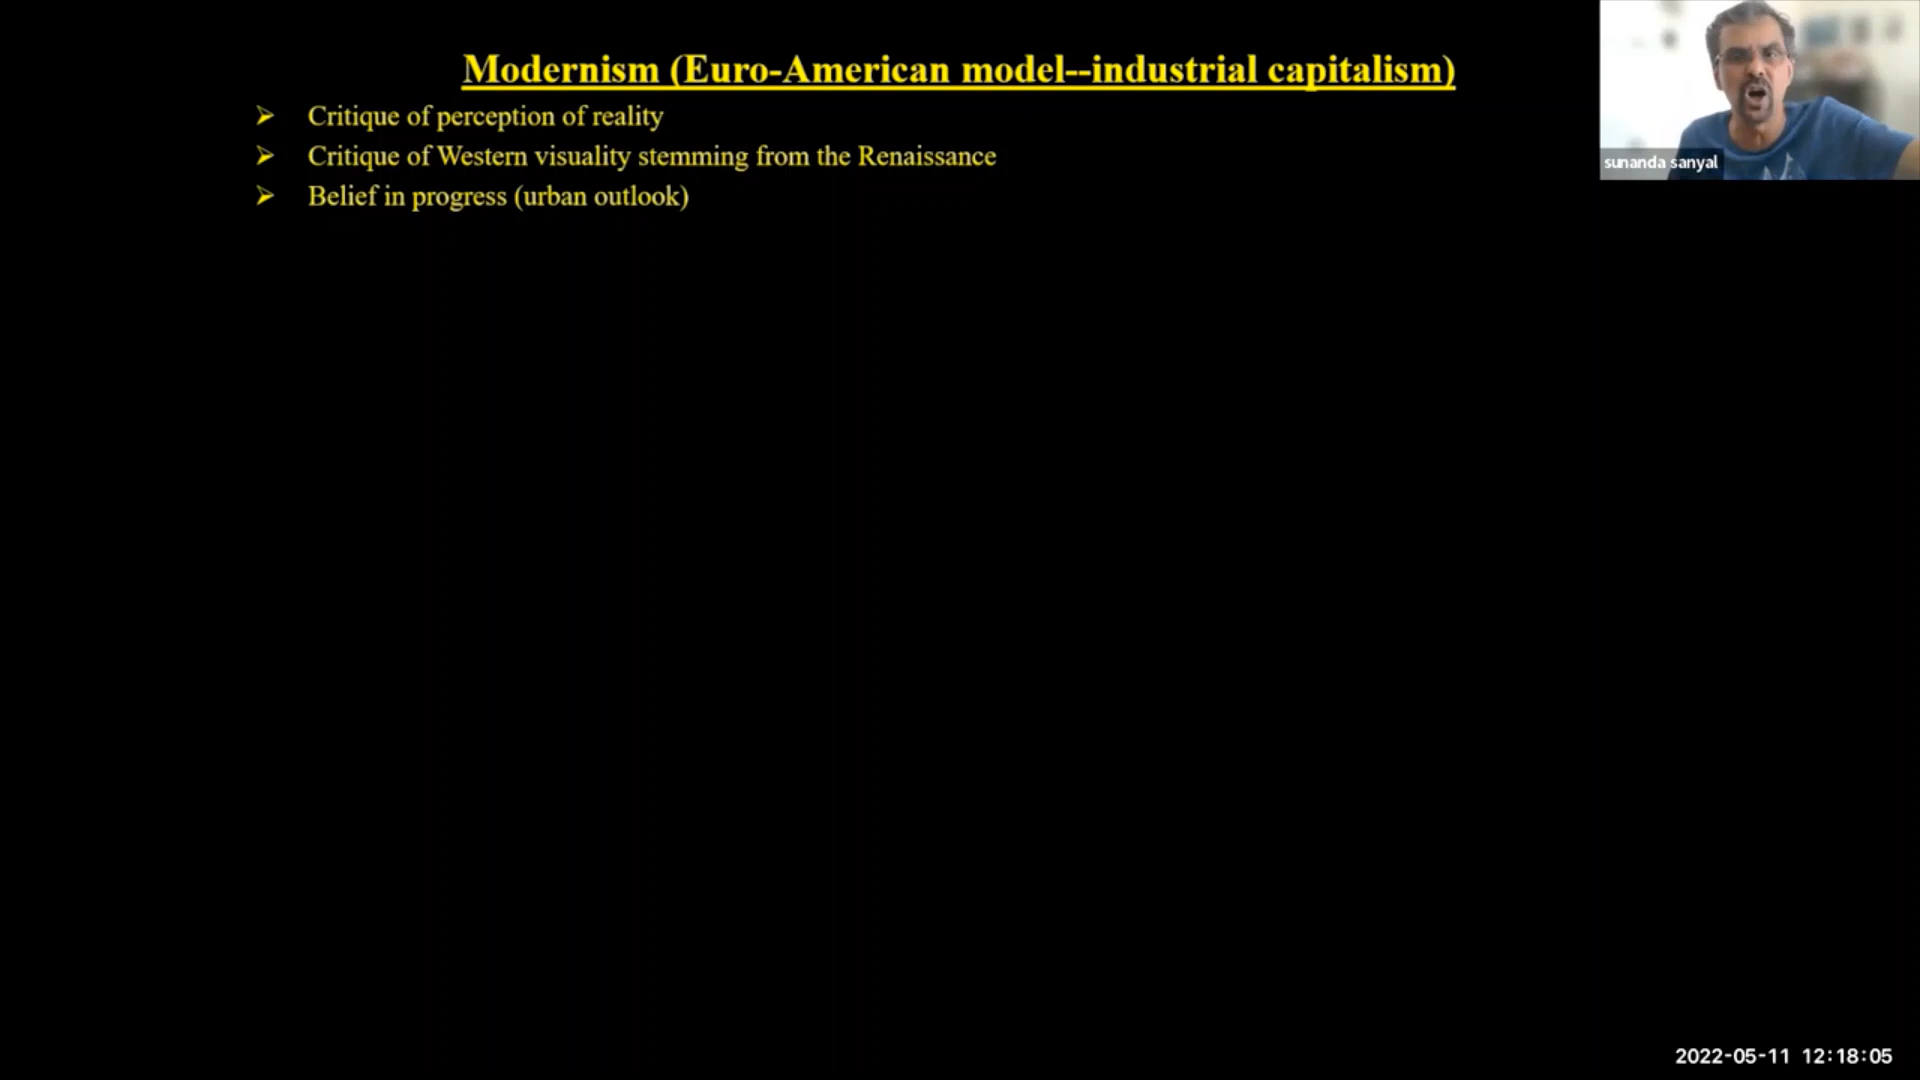 Modernism (Euro-American model--industrial capitalism)
➢ Critique of perception of reality
➢ Critique of Western visuality stemming from the Renaissance
➢ Belief in progress (urban outlook)
sunanda sanyal
2022-05-11 12:18:05